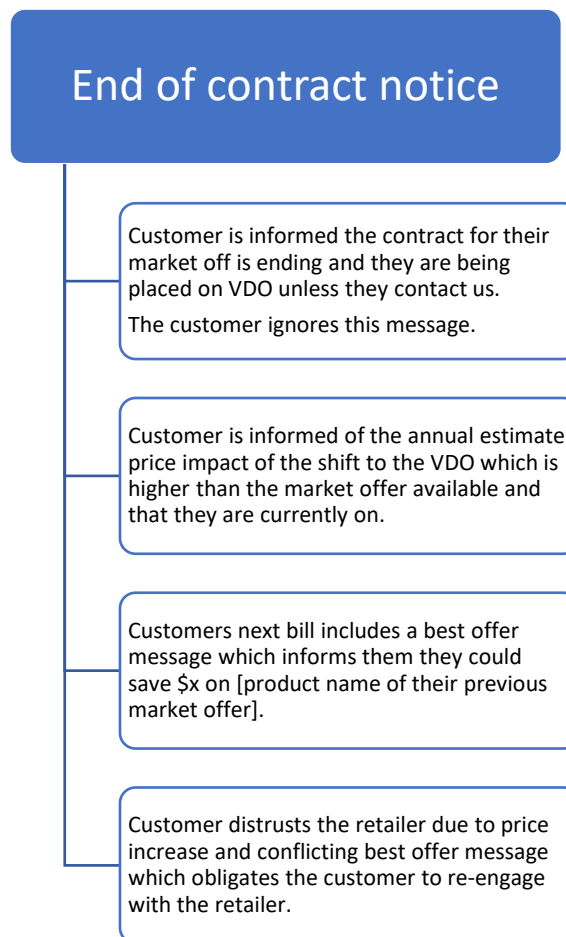 End of contract notice
Customer is informed the contract for their
market off is ending and they are being
placed on VDO unless they contact us.
The customer ignores this message.
Customer is informed of the annual estimate
price impact of the shift to the VDO which is
higher than the market offer available and
that they are currently on.
Customers next bill includes a best offer
message which informs them they could
save $x on [product name of their previous
market offer].
Customer distrusts the retailer due to price
increase and conflicting best offer message
which obligates the customer to re-engage
with the retailer.